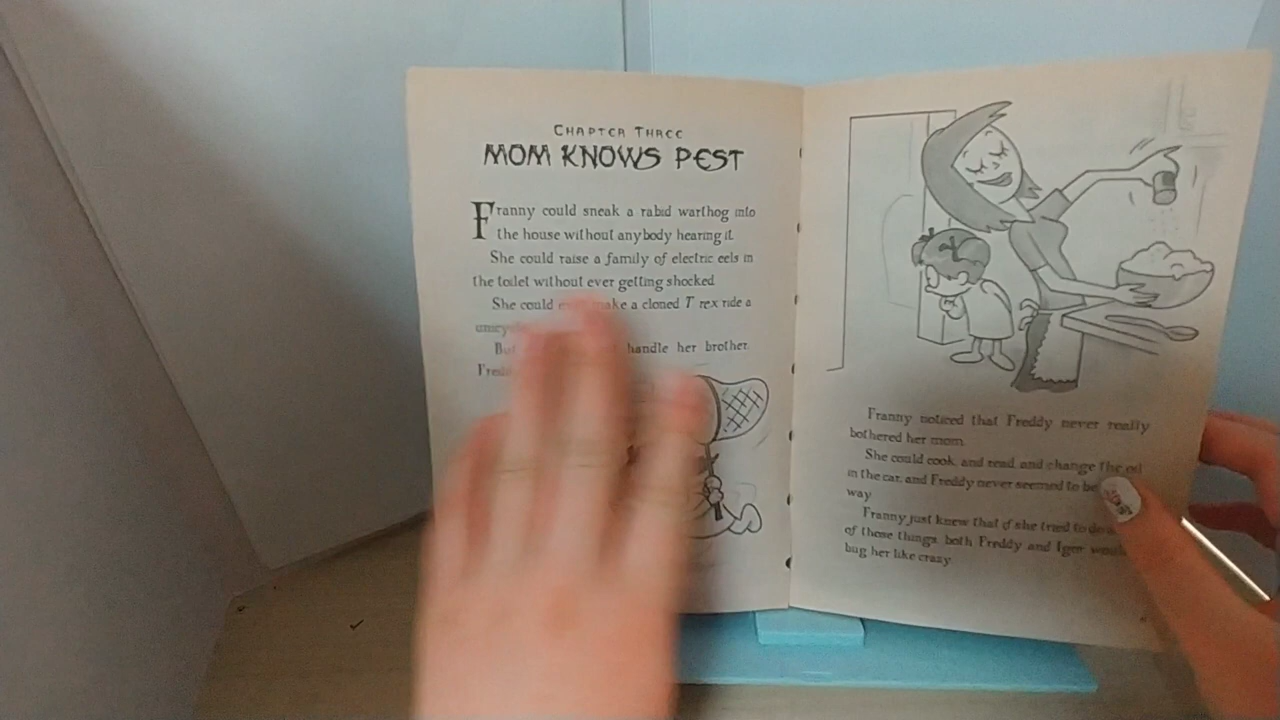 CHAPTER THREE
MOM KNOWS PEST
Franny could sneak a rabid warthog into
the house without anybody hearing it.
She could raise a family of electric eels in
the toilet without ever getting shocked
She could make a cloned T rex ride a
handle her brother.
Franny noticed that Freddy never really
bothered her mom.
She could cook, and read, and change the oil
in the car, and Freddy never seemed to be
way
Franny just knew that if she tried to do
of those things, both Freddy and Igor
bug her like crazy.